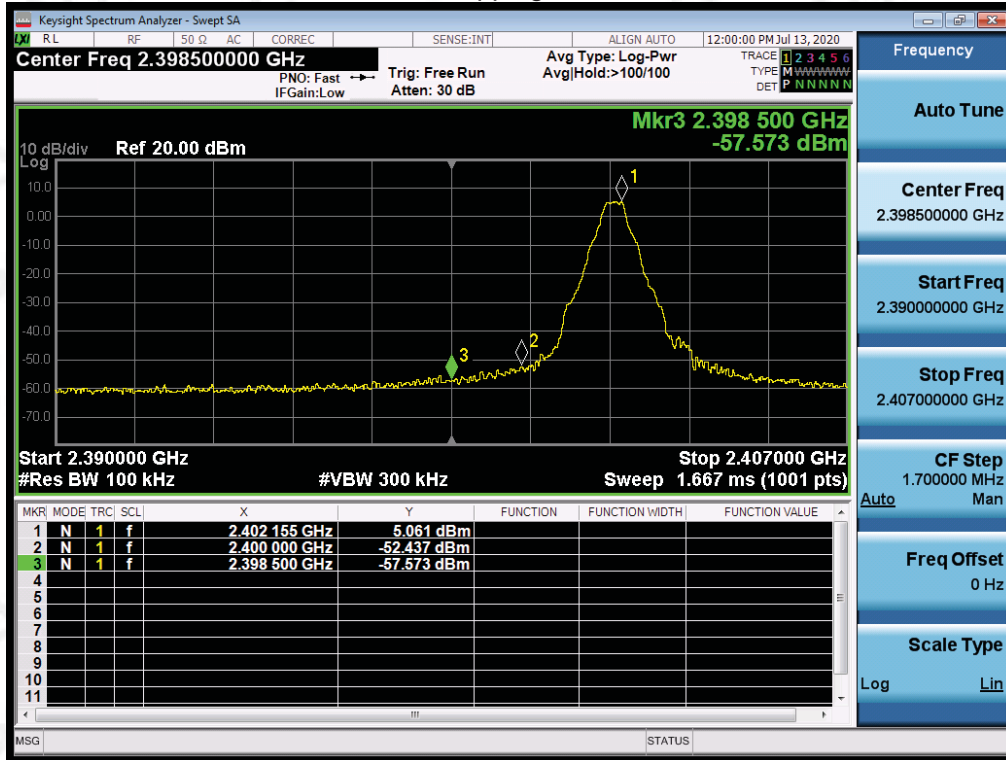 Keysight Spectrum Analyzer - Swept SA
LXI RL RF 50 Ω AC CORREC SENSE:INT ALIGN AUTO 12:00:00 PM Jul 13, 2020
Center Freq 2.398500000 GHz
PNO: Fast
IFGain:Low
Trig: Free Run
Atten: 30 dB
Avg Type: Log-Pwr
Avg|Hold:>100/100
TRACE 1 2 3 4 5 6
TYPE M WWWWW
DET P N N N N N
Mkr3 2.398 500 GHz
-57.573 dBm
10 dB/div Ref 20.00 dBm
Log
10.0
0.00
-10.0
-20.0
-30.0
-40.0
-50.0
-60.0
-70.0
1
2
3
Start 2.390000 GHz Stop 2.407000 GHz
#Res BW 100 kHz #VBW 300 kHz Sweep 1.667 ms (1001 pts)
MKR MODE TRC SCL X Y FUNCTION FUNCTION WIDTH FUNCTION VALUE
1 N 1 f 2.402 155 GHz 5.061 dBm
2 N 1 f 2.400 000 GHz -52.437 dBm
3 N 1 f 2.398 500 GHz -57.573 dBm
4
5
6
7
8
9
10
11
MSG STATUS
Frequency
Auto Tune
Center Freq
2.398500000 GHz
Start Freq
2.390000000 GHz
Stop Freq
2.407000000 GHz
CF Step
1.700000 MHz
Auto Man
Freq Offset
0 Hz
Scale Type
Log Lin